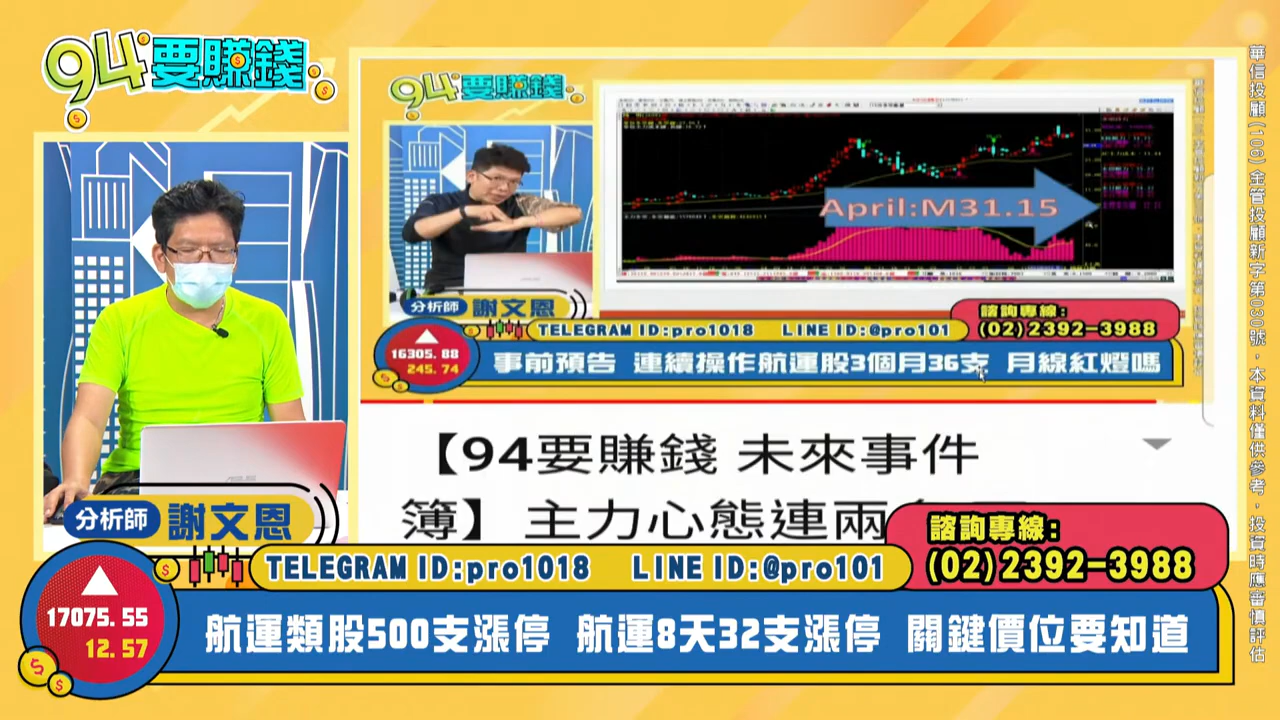 94要賺錢
94要賺錢
April:M31.15
分析師 謝文恩
諮詢專線:
(02)2392-3988
TELEGRAM ID:pro1018 LINE ID:@pro101
16305.88
245.74
事前預告 連續操作航運股3個月36支 月線紅燈嗎
【94要賺錢 未來事件
簿】主力心態連兩
ASUS
分析師 謝文恩
諮詢專線:
(02)2392-3988
TELEGRAM ID:pro1018 LINE ID:@pro101
17075.55
12.57
航運類股500支漲停 航運8天32支漲停 關鍵價位要知道
華信投顧(106)金管投顧新字第030號,本資料僅供參考,投資時應審慎評估